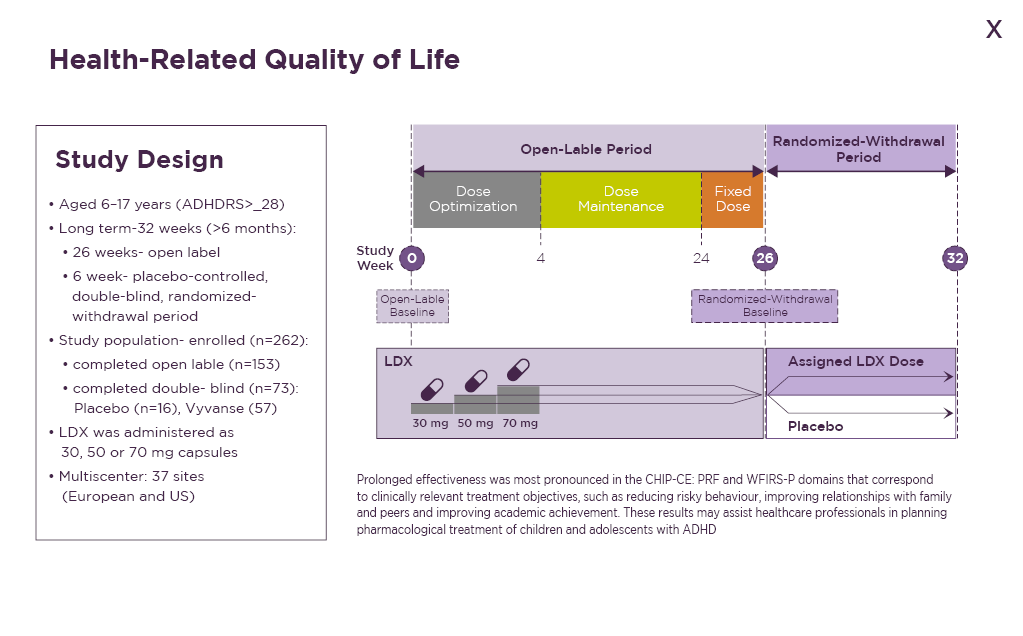 X
Health-Related Quality of Life
Study Design
• Aged 6–17 years (ADHDRS>_28)
• Long term-32 weeks (>6 months):
• 26 weeks- open label
• 6 week- placebo-controlled,
double-blind, randomized-
withdrawal period
• Study population- enrolled (n=262):
• completed open lable (n=153)
• completed double- blind (n=73):
Placebo (n=16), Vyvanse (57)
• LDX was administered as
30, 50 or 70 mg capsules
• Multiscenter: 37 sites
(European and US)
Open-Lable Period
Randomized-Withdrawal
Period
Dose
Optimization
Dose
Maintenance
Fixed
Dose
Study
Week
0
4
24
26
32
Open-Lable
Baseline
Randomized-Withdrawal
Baseline
LDX
30 mg
50 mg
70 mg
Assigned LDX Dose
Placebo
Prolonged effectiveness was most pronounced in the CHIP-CE: PRF and WFIRS-P domains that correspond
to clinically relevant treatment objectives, such as reducing risky behaviour, improving relationships with family
and peers and improving academic achievement. These results may assist healthcare professionals in planning
pharmacological treatment of children and adolescents with ADHD